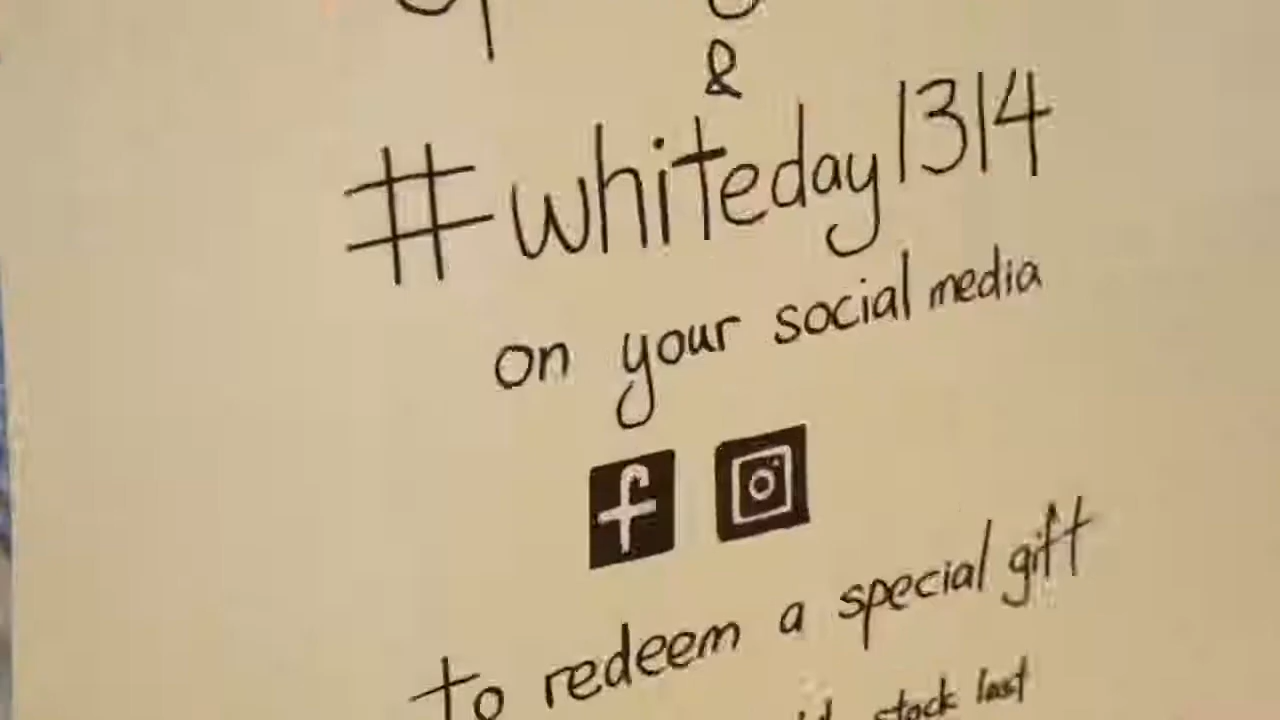 &
#whiteday1314
on your social media
f
to redeem a special gift
stock last